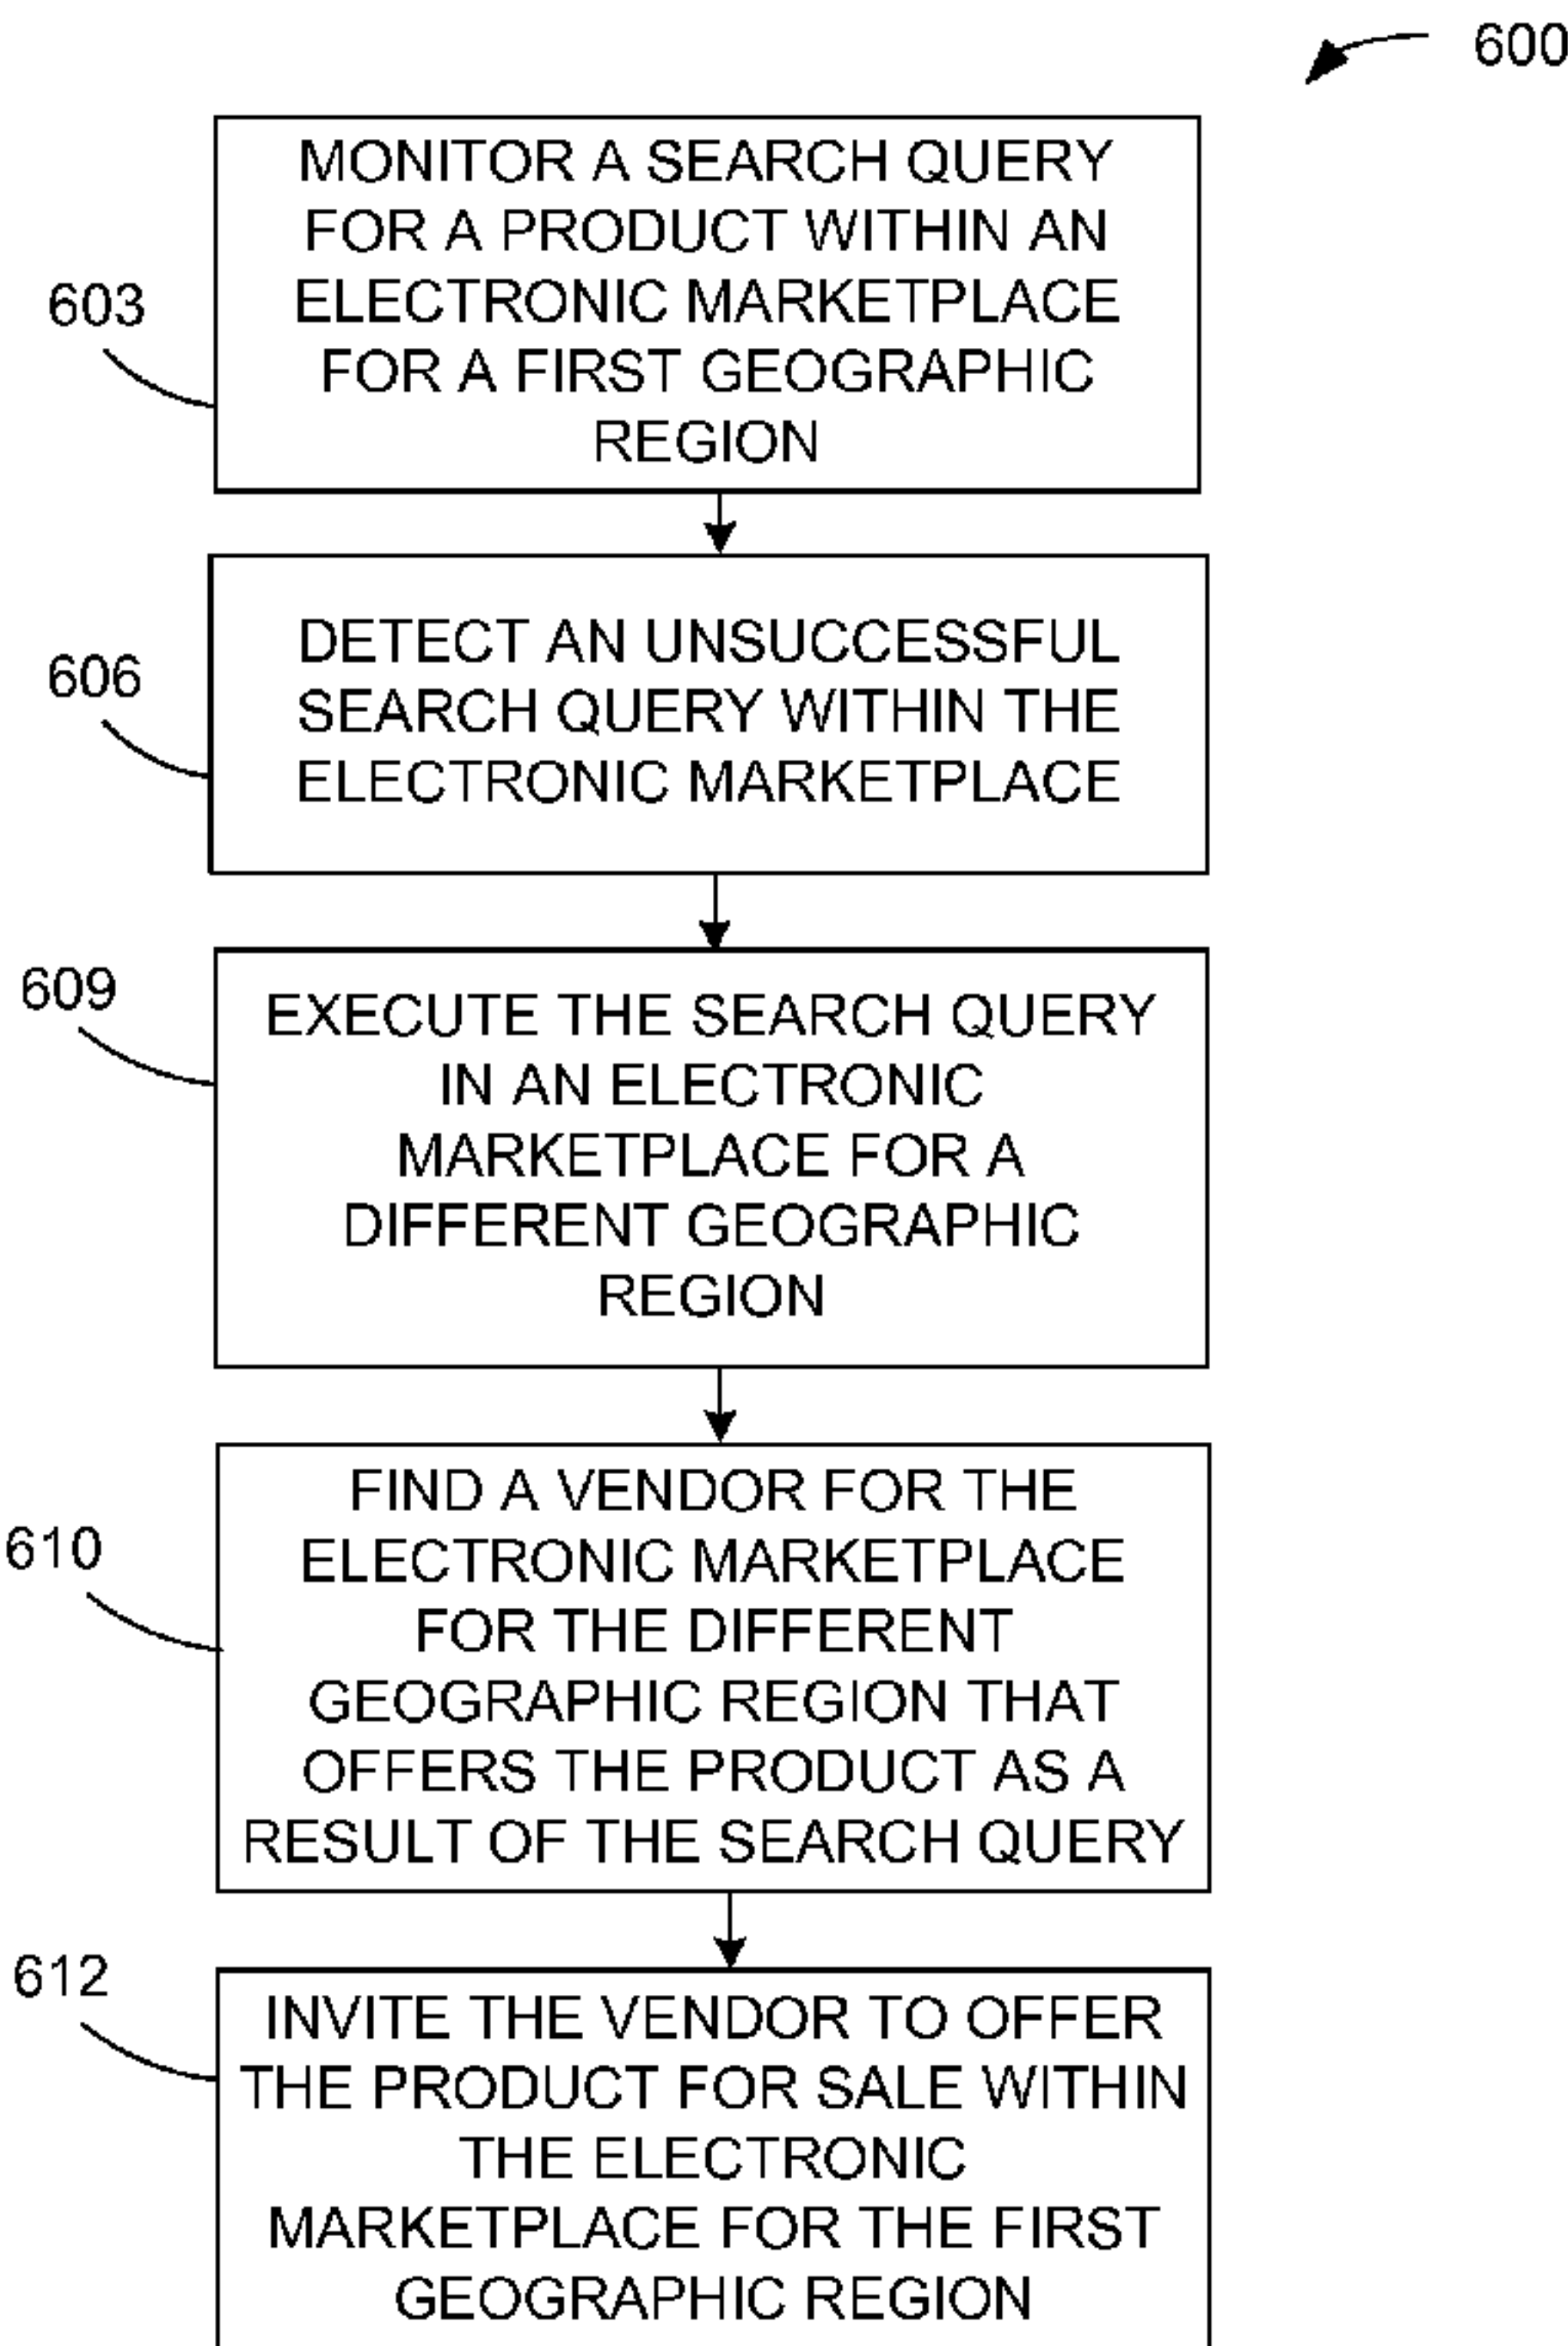 600
MONITOR A SEARCH QUERY
FOR A PRODUCT WITHIN AN
ELECTRONIC MARKETPLACE
FOR A FIRST GEOGRAPHIC
REGION
603
DETECT AN UNSUCCESSFUL
SEARCH QUERY WITHIN THE
ELECTRONIC MARKETPLACE
606
EXECUTE THE SEARCH QUERY
IN AN ELECTRONIC
MARKETPLACE FOR A
DIFFERENT GEOGRAPHIC
REGION
609
FIND A VENDOR FOR THE
ELECTRONIC MARKETPLACE
FOR THE DIFFERENT
GEOGRAPHIC REGION THAT
OFFERS THE PRODUCT AS A
RESULT OF THE SEARCH QUERY
610
INVITE THE VENDOR TO OFFER
THE PRODUCT FOR SALE WITHIN
THE ELECTRONIC
MARKETPLACE FOR THE FIRST
GEOGRAPHIC REGION
612